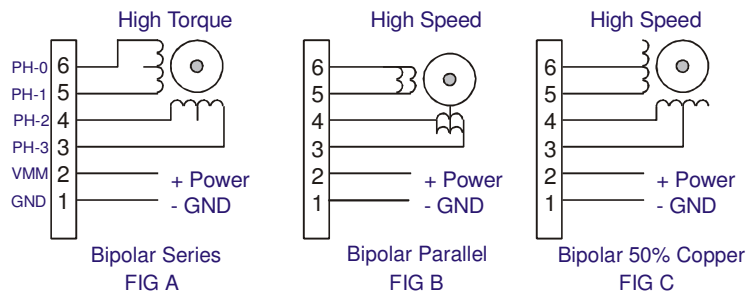 High Torque
PH-0 6
PH-1 5
PH-2 4
PH-3 3
VMM 2 + Power
GND 1 - GND
Bipolar Series
FIG A
High Speed
6
5
4
3
2 + Power
1 - GND
Bipolar Parallel
FIG B
High Speed
6
5
4
3
2 + Power
1 - GND
Bipolar 50% Copper
FIG C